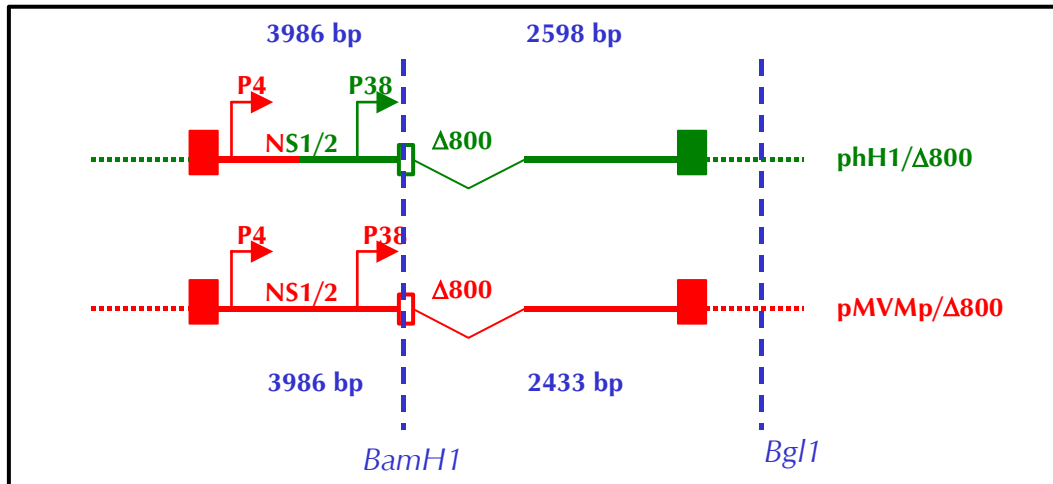 3986 bp 2598 bp
P4 P38
NS1/2 Δ800
phH1/Δ800
P4 P38
NS1/2 Δ800
pMVMp/Δ800
3986 bp 2433 bp
BamH1 Bgl1